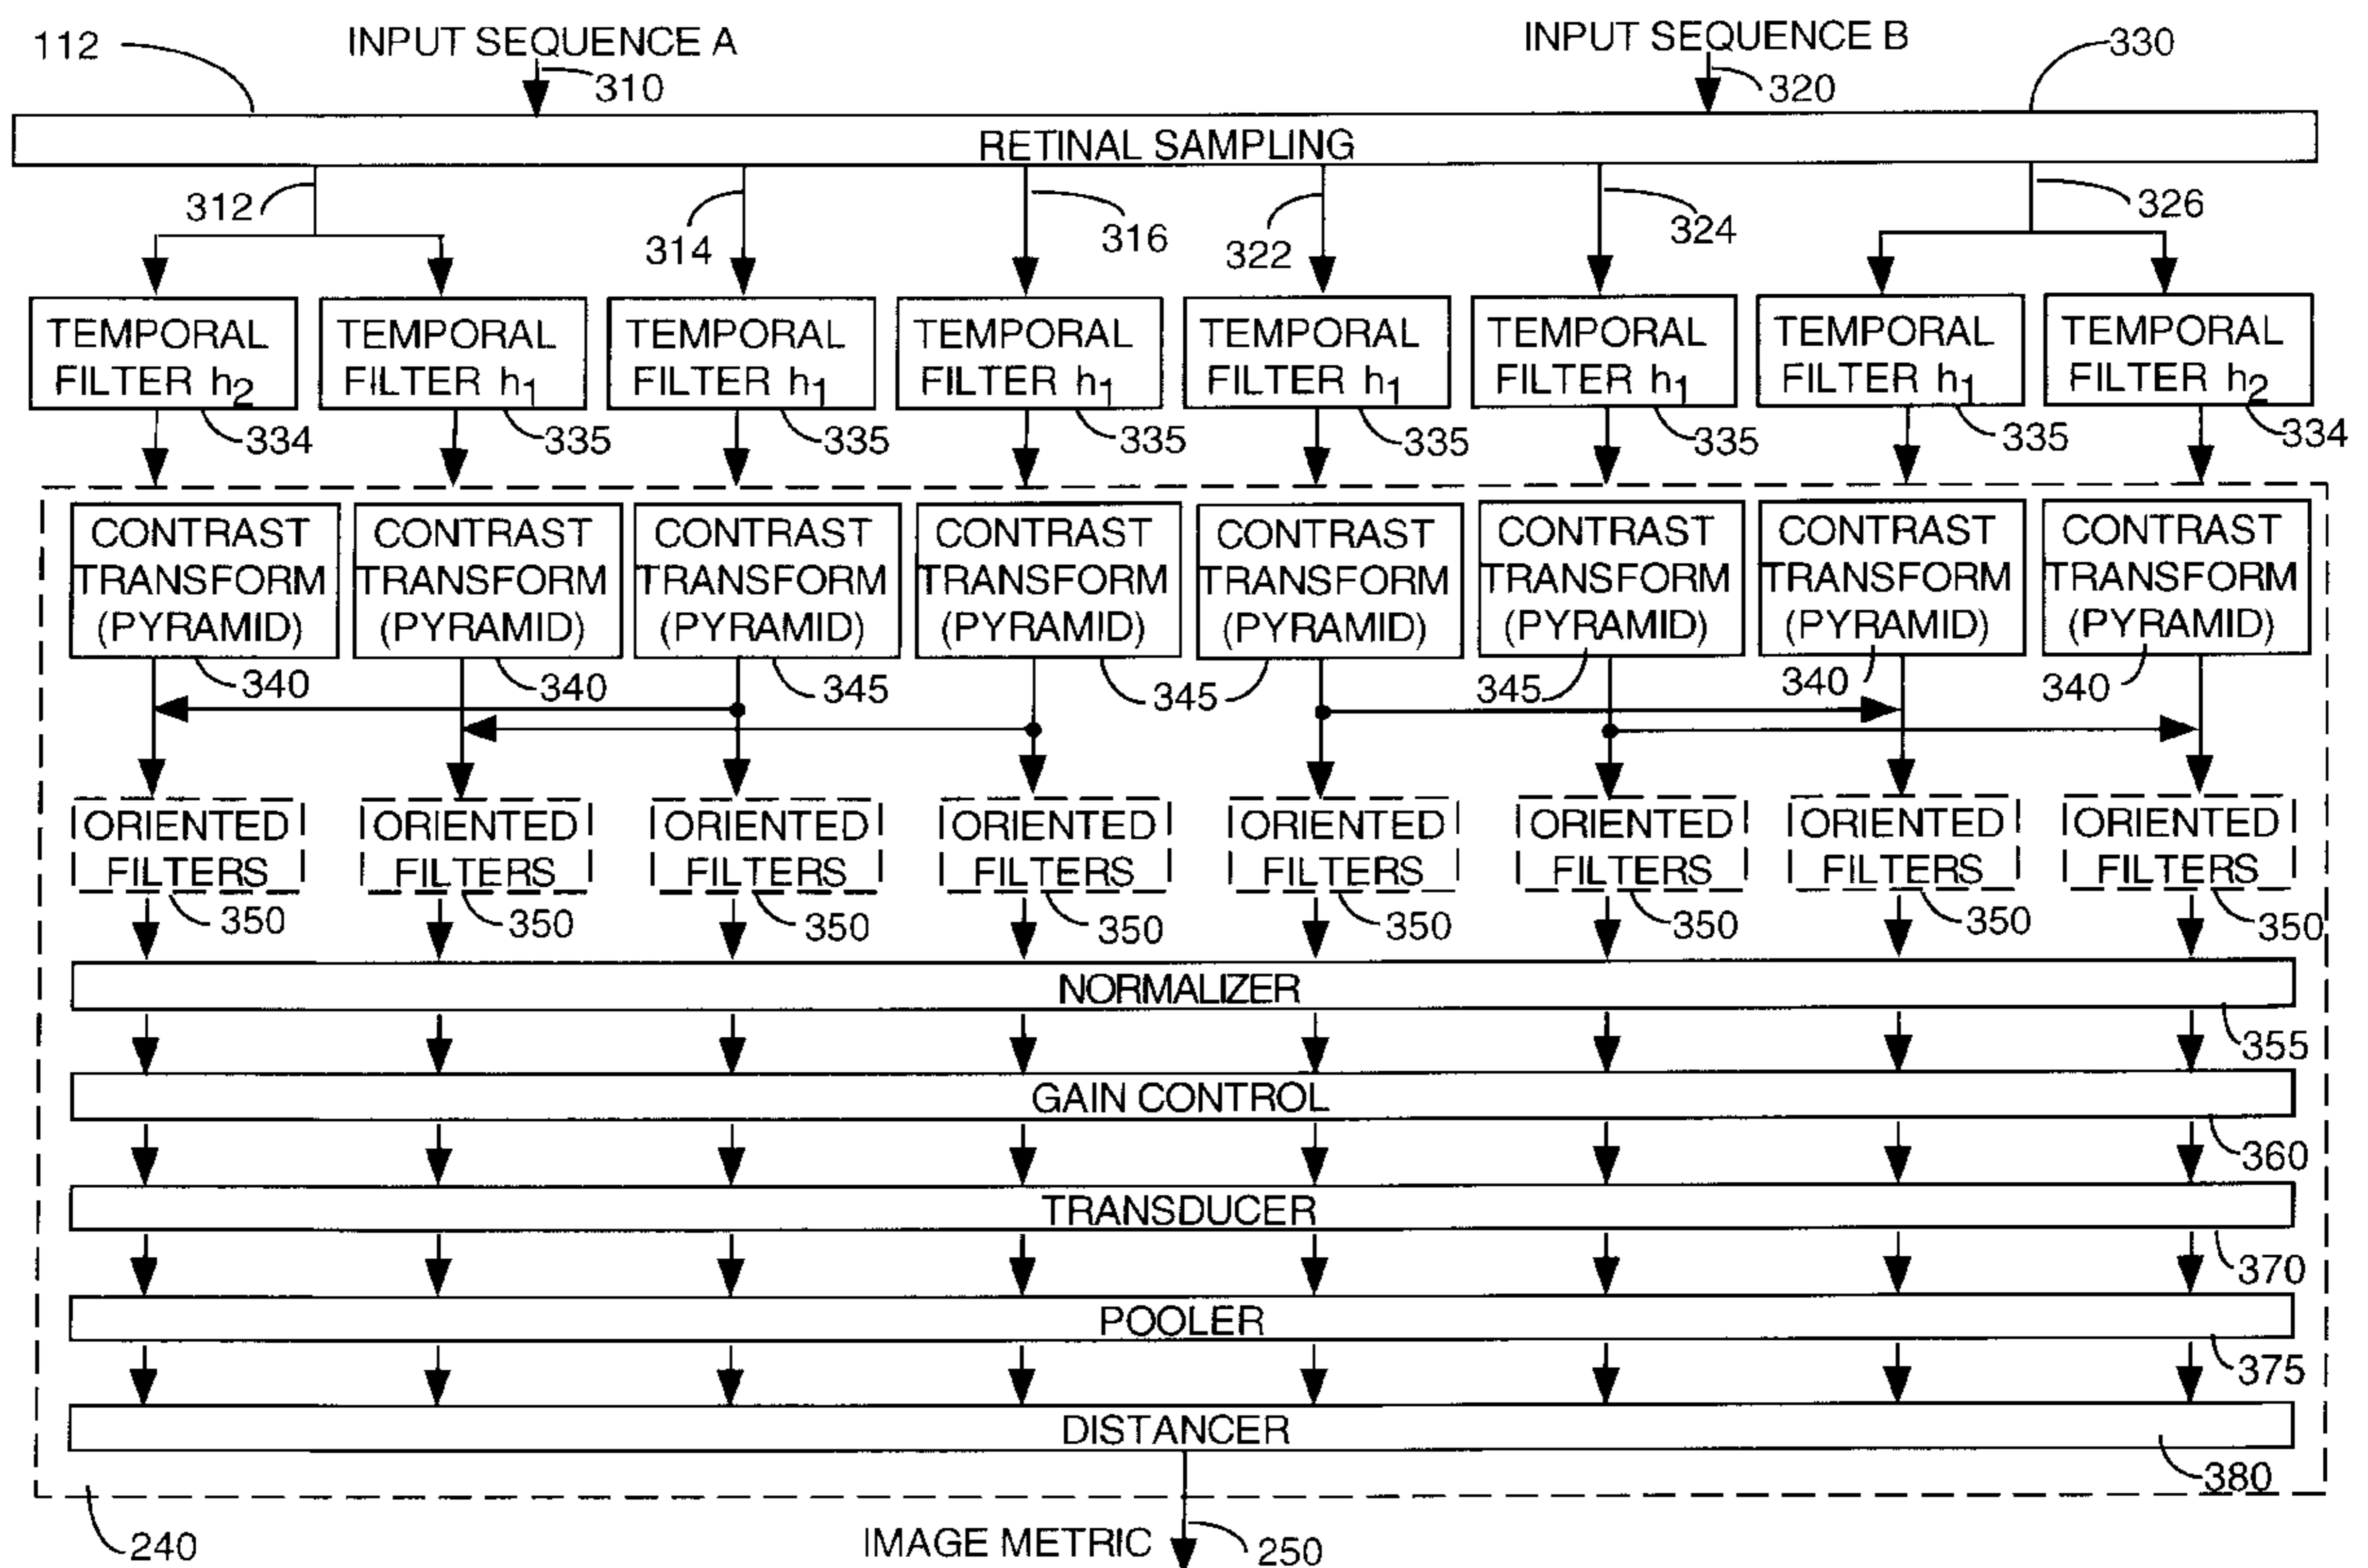 112
INPUT SEQUENCE A
INPUT SEQUENCE B
330
310
320
RETINAL SAMPLING
312
314
316
322
324
326
TEMPORAL
FILTER h2
TEMPORAL
FILTER h1
TEMPORAL
FILTER h1
TEMPORAL
FILTER h1
TEMPORAL
FILTER h1
TEMPORAL
FILTER h1
TEMPORAL
FILTER h1
TEMPORAL
FILTER h2
334
335
335
335
335
335
335
334
CONTRAST
TRANSFORM
(PYRAMID)
CONTRAST
TRANSFORM
(PYRAMID)
CONTRAST
TRANSFORM
(PYRAMID)
CONTRAST
TRANSFORM
(PYRAMID)
CONTRAST
TRANSFORM
(PYRAMID)
CONTRAST
TRANSFORM
(PYRAMID)
CONTRAST
TRANSFORM
(PYRAMID)
CONTRAST
TRANSFORM
(PYRAMID)
340
340
345
345
345
340
340
ORIENTED
FILTERS
ORIENTED
FILTERS
ORIENTED
FILTERS
ORIENTED
FILTERS
ORIENTED
FILTERS
ORIENTED
FILTERS
ORIENTED
FILTERS
ORIENTED
FILTERS
350
350
350
350
350
350
350
350
NORMALIZER
355
GAIN CONTROL
360
TRANSDUCER
370
POOLER
375
DISTANCER
380
240
IMAGE METRIC
250